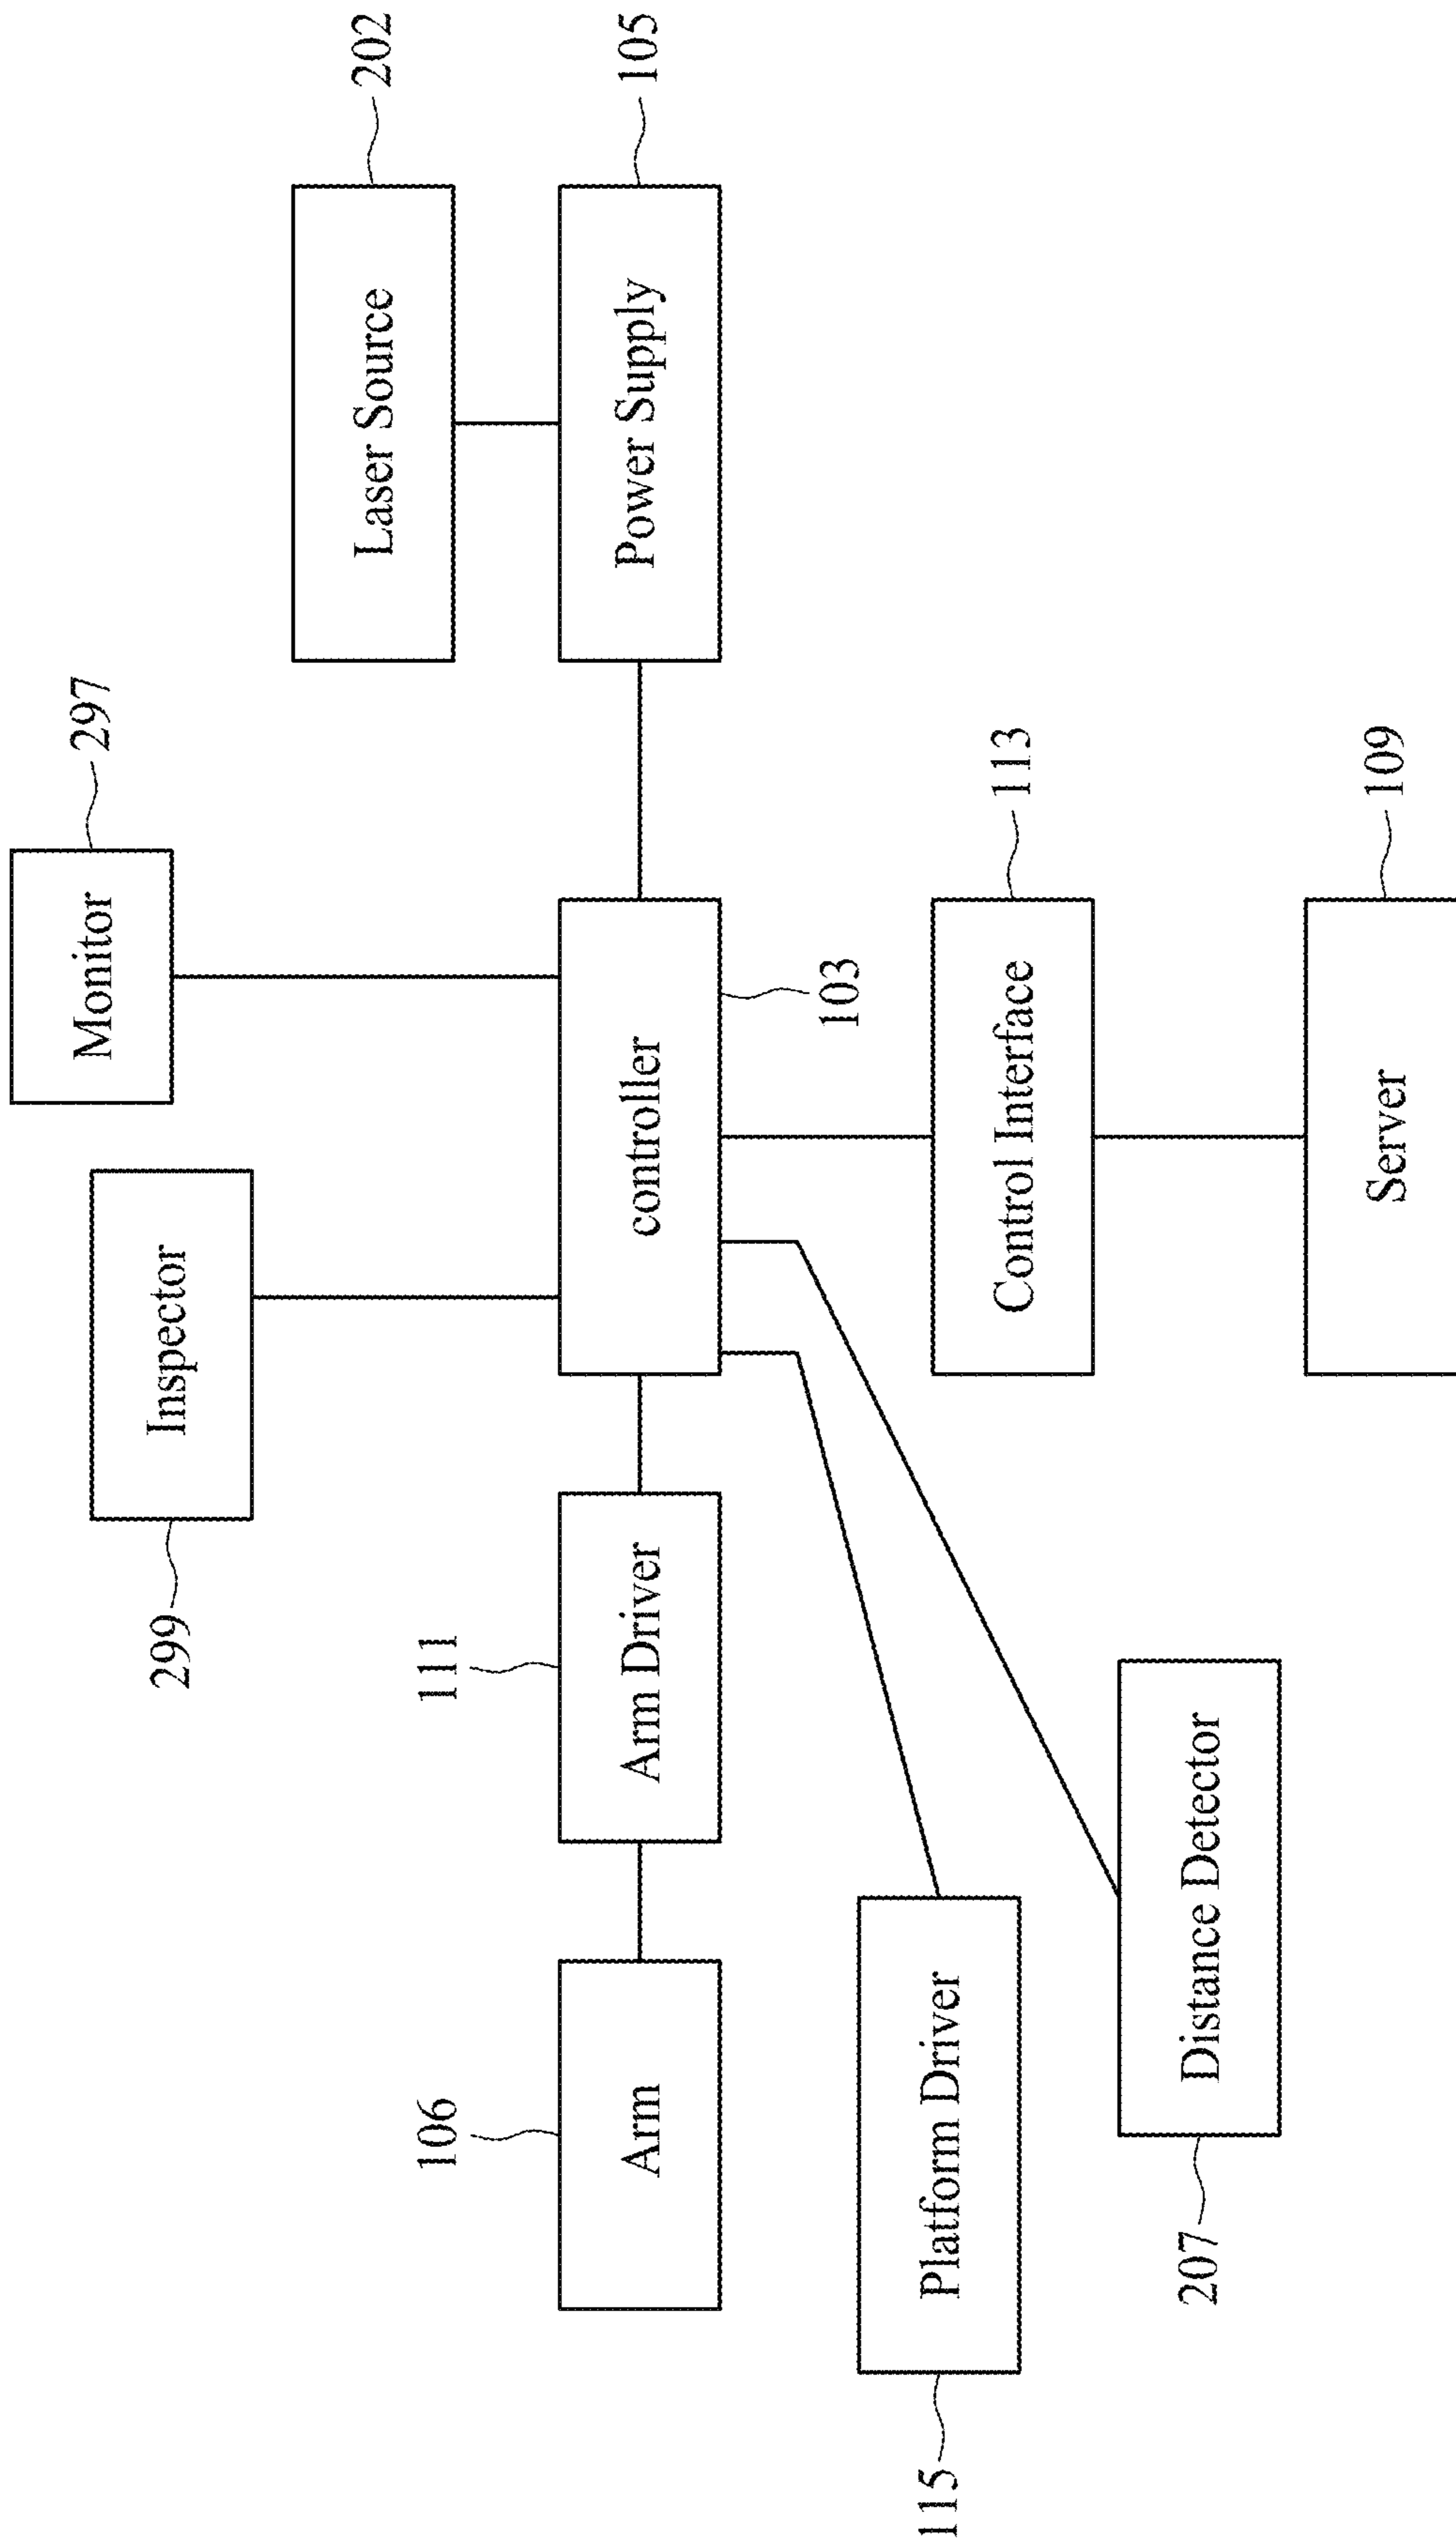 Monitor
297
Inspector
299
Laser Source
202
Arm
106
Arm Driver
111
controller
103
Power Supply
105
Platform Driver
115
Control Interface
113
Distance Detector
207
Server
109